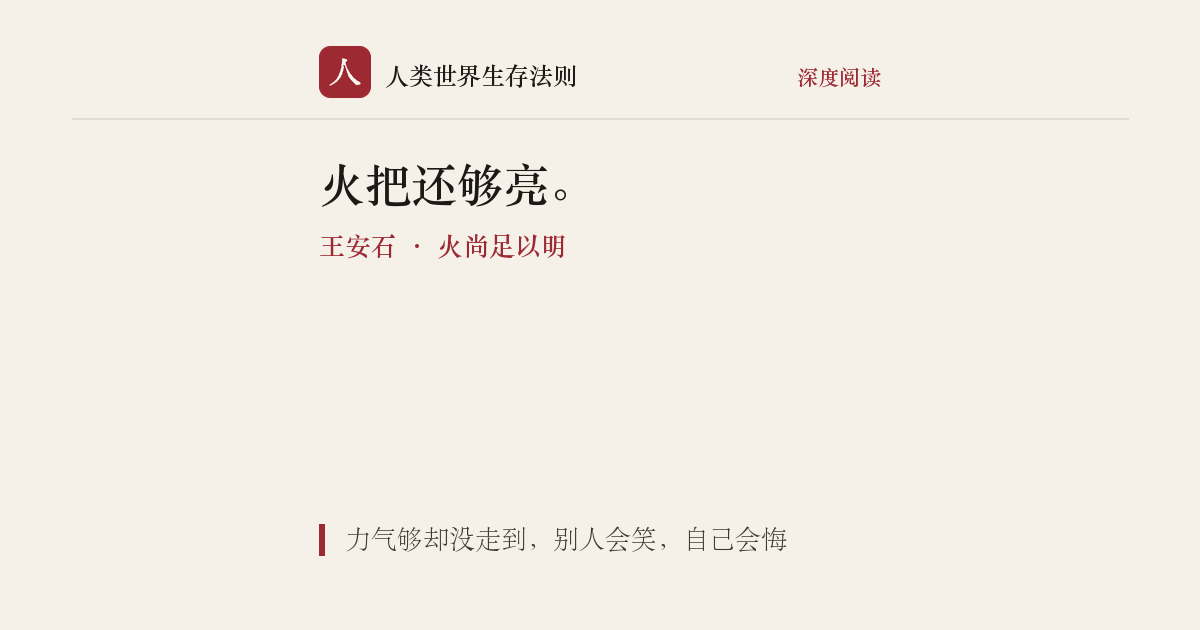 人
人类世界生存法则
深度阅读
火把还够亮。
王安石 · 火尚足以明
力气够却没走到，别人会笑，自己会悔